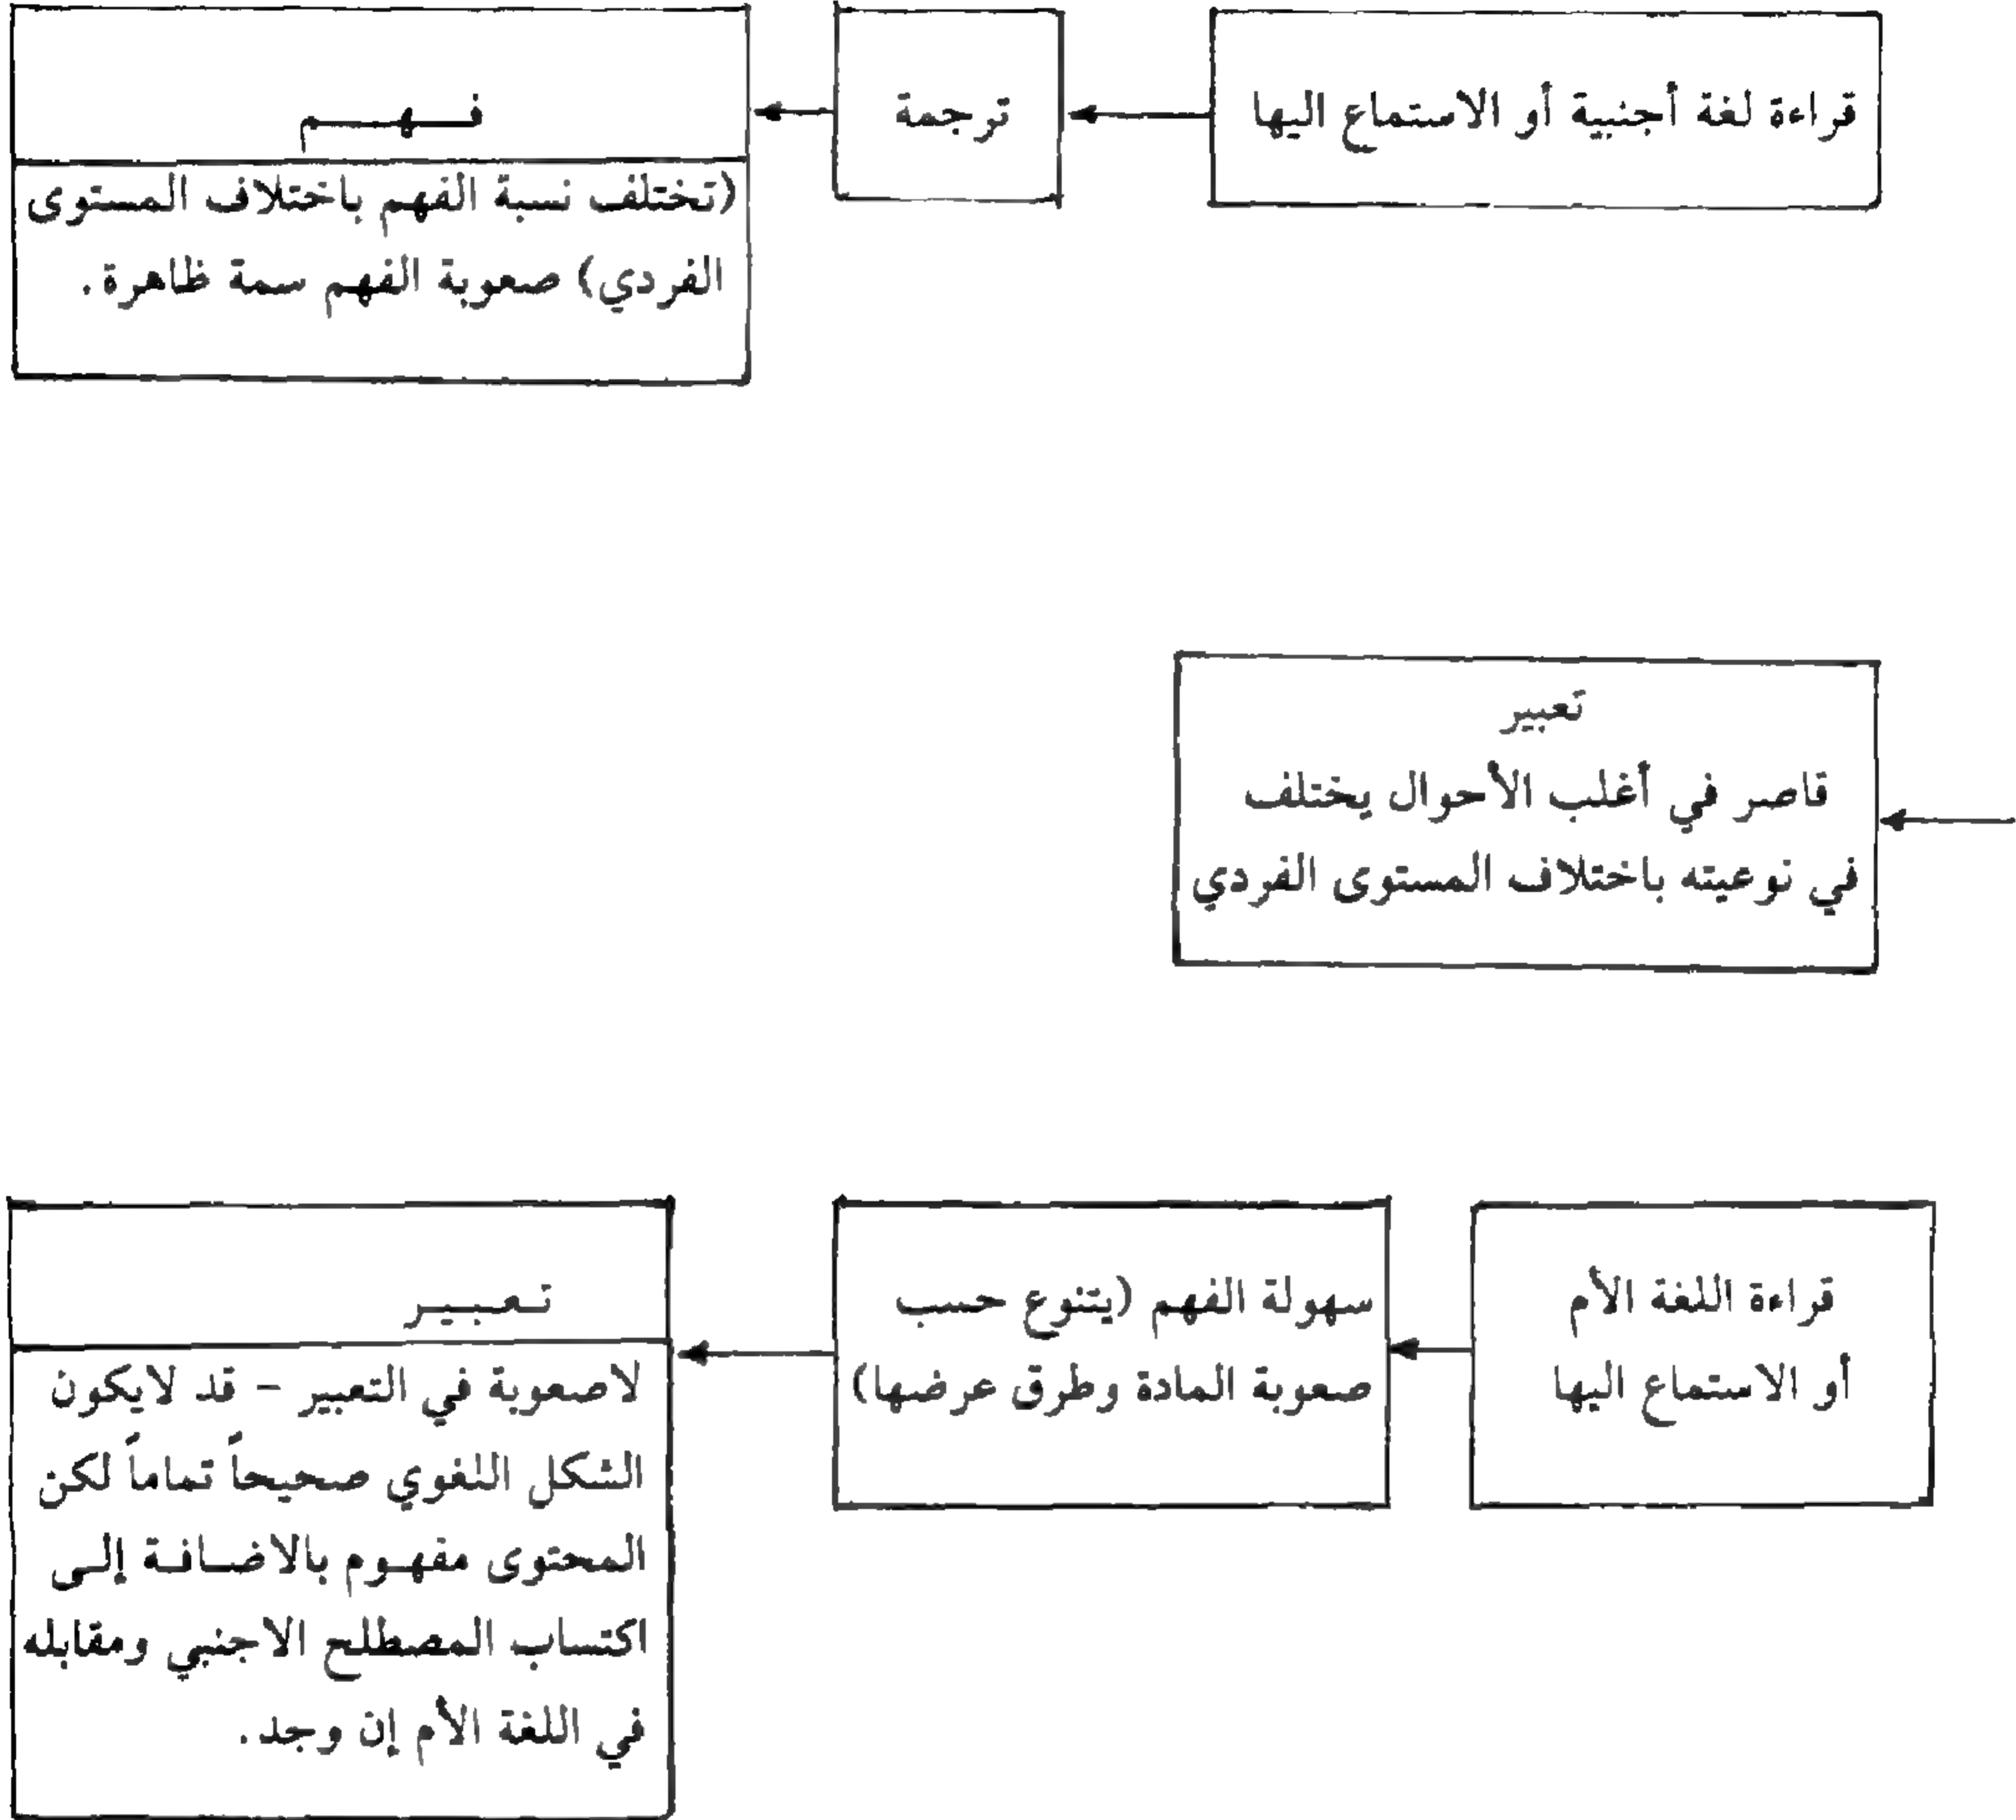 قراءة لغة أجنبية أو الاستماع اليها
ترجمة
فهم
(تختلف نسبة الفهم باختلاف المستوى
الفردي) صعوبة الفهم سمة ظاهرة.
تعبير
قاصر في أغلب الأحوال يختلف
في نوعيته باختلاف المستوى الفردي
قراءة اللغة الأم
أو الاستماع اليها
سهولة الفهم (يتنوع حسب
صعوبة المادة وطرق عرضها)
تعبير
لاصعوبة في التعبير - قد لايكون
الشكل اللغوي صحيحاً تماماً لكن
المحتوى مفهوم بالاضافة إلى
اكتساب المصطلح الاجنبي ومقابله
في اللغة الأم إن وجد.